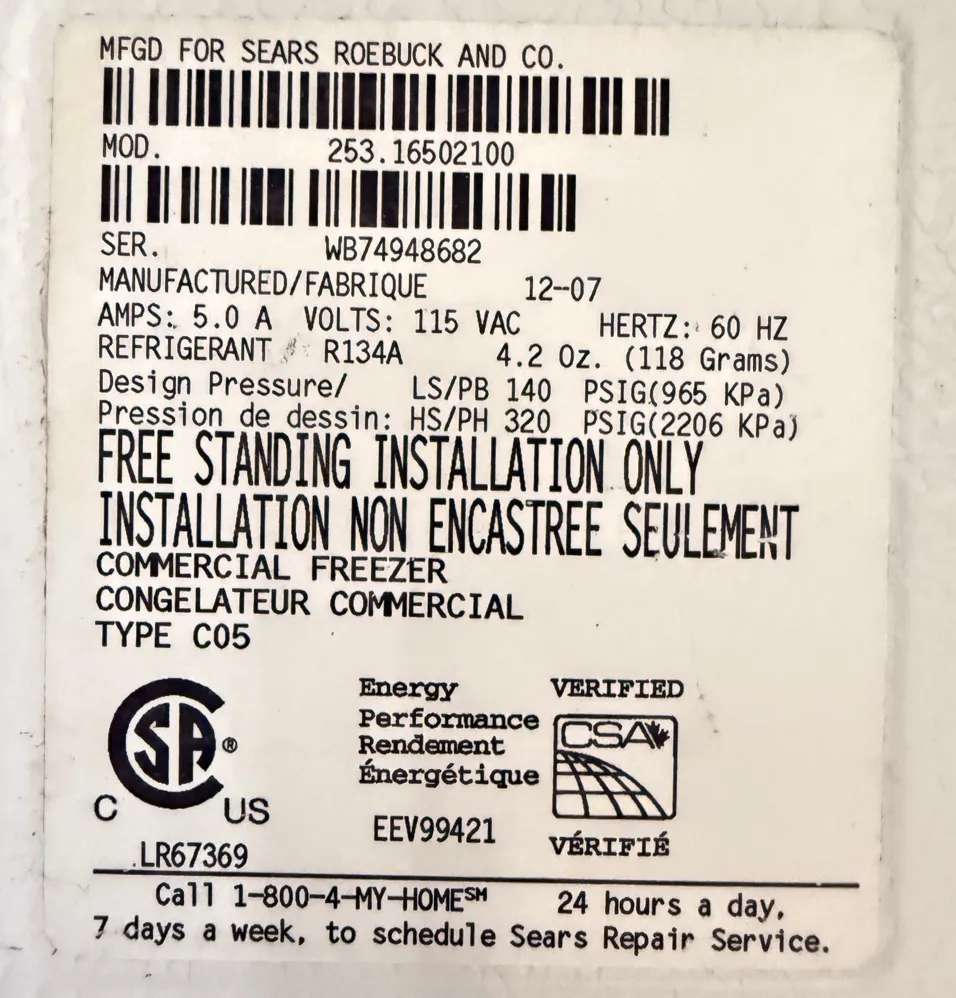 MFGD FOR SEARS ROEBUCK AND CO.
MOD. 253.16502100
SER. WB74948682
MANUFACTURED/FABRIQUE 12-07
AMPS: 5.0 A VOLTS: 115 VAC HERTZ: 60 HZ
REFRIGERANT R134A 4.2 Oz. (118 Grams)
Design Pressure/ LS/PB 140 PSIG(965 KPa)
Pression de dessin: HS/PH 320 PSIG(2206 KPa)
FREE STANDING INSTALLATION ONLY
INSTALLATION NON ENCASTREE SEULEMENT
COMMERCIAL FREEZER
CONGELATEUR COMMERCIAL
TYPE C05
Energy VERIFIED
Performance
Rendement
Énergétique
CSA
SA®
C US
EEV99421 VÉRIFIÉ
LR67369
Call 1-800-4-MY-HOME℠ 24 hours a day,
7 days a week, to schedule Sears Repair Service.